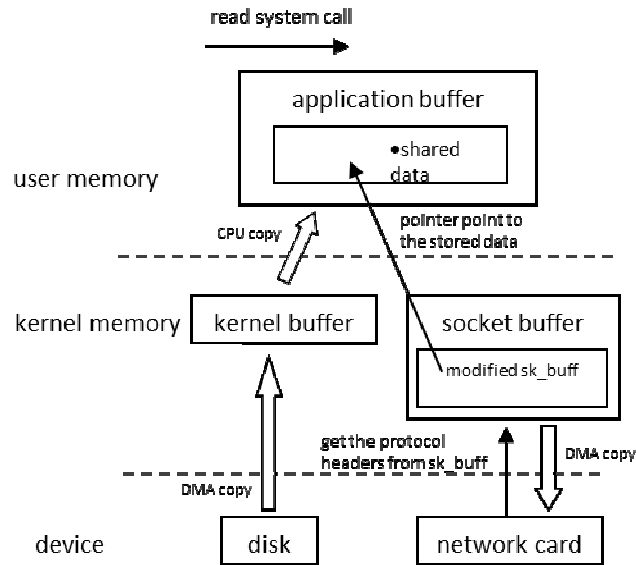 read system call
application buffer
•shared
data
user memory
CPU copy
pointer point to
the stored data
kernel memory
kernel buffer
socket buffer
modified sk_buff
get the protocol
headers from sk_buff
DMA copy
DMA copy
device
disk
network card